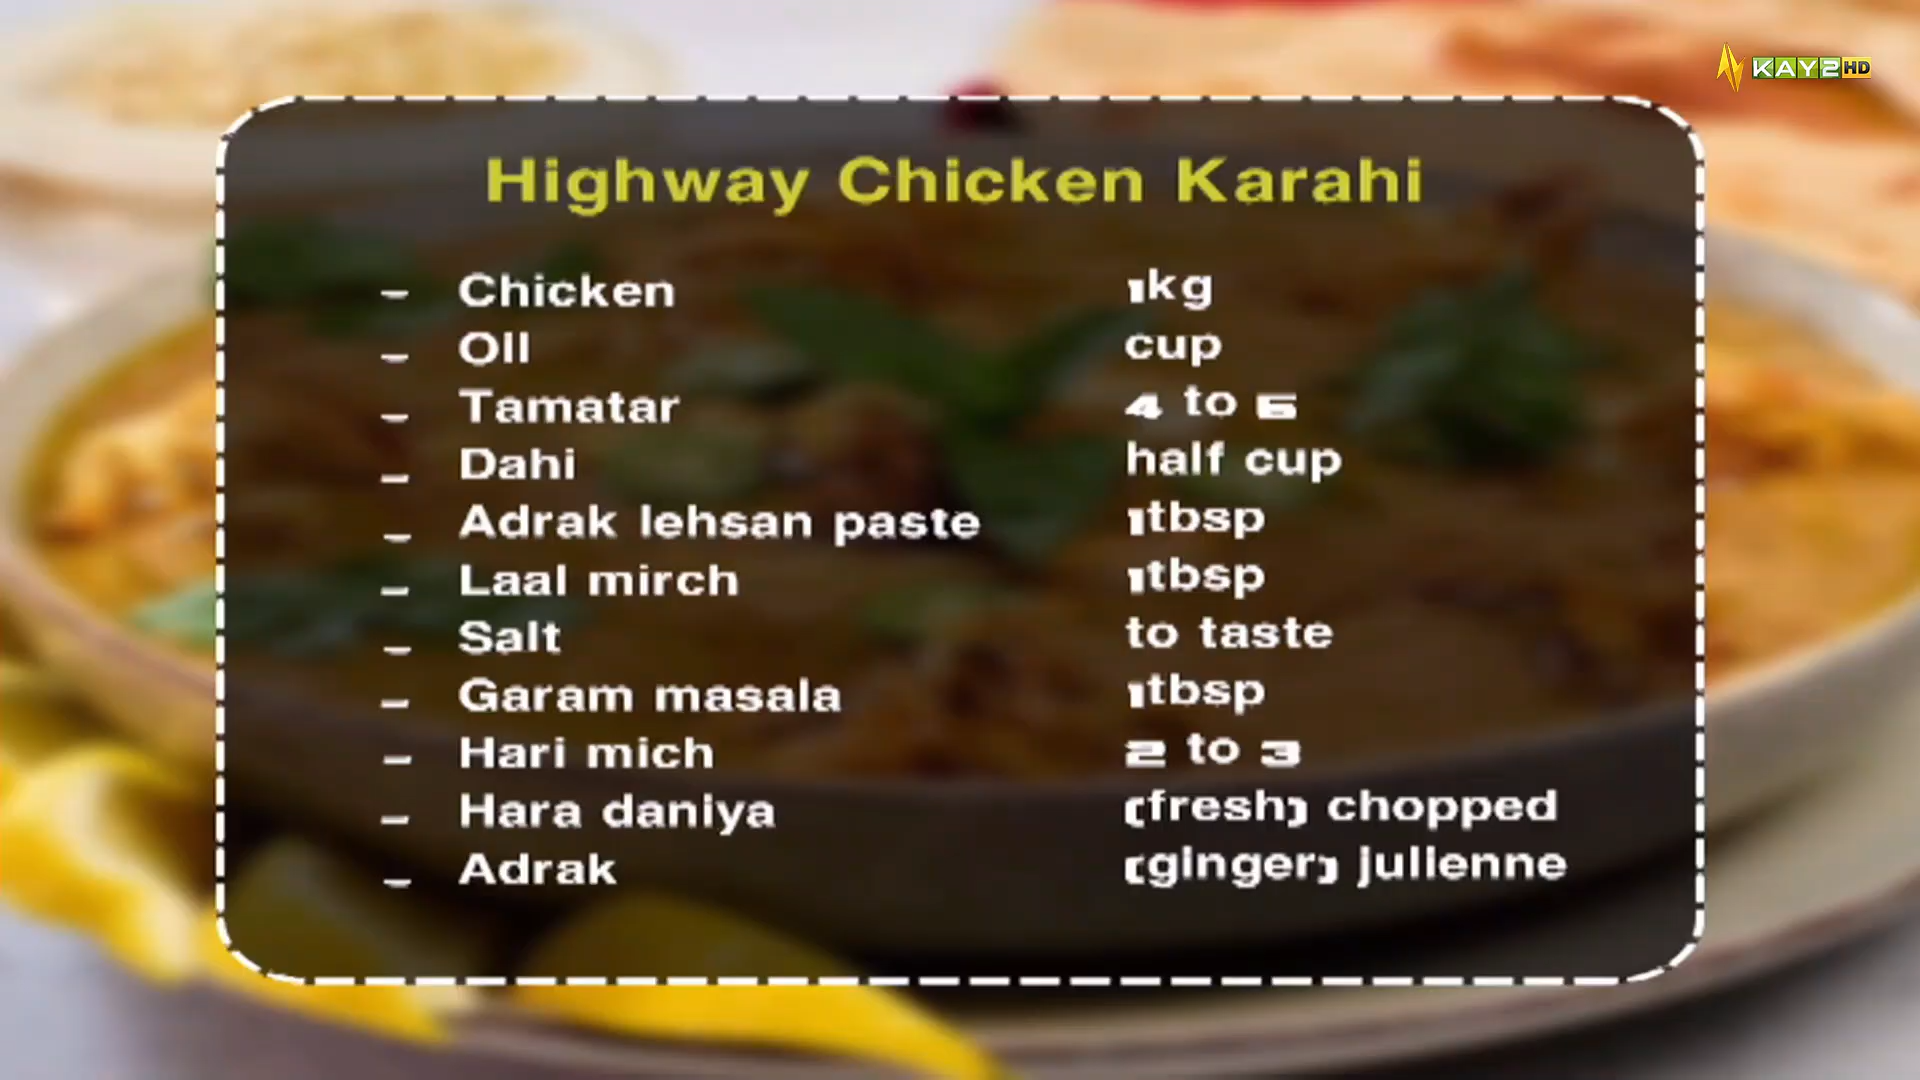 KAY2 HD
Highway Chicken Karahi
– Chicken 1kg
– Oil cup
– Tamatar 4 to 5
– Dahi half cup
– Adrak lehsan paste 1tbsp
– Laal mirch 1tbsp
– Salt to taste
– Garam masala 1tbsp
– Hari mich 2 to 3
– Hara daniya (fresh) chopped
– Adrak (ginger) julienne